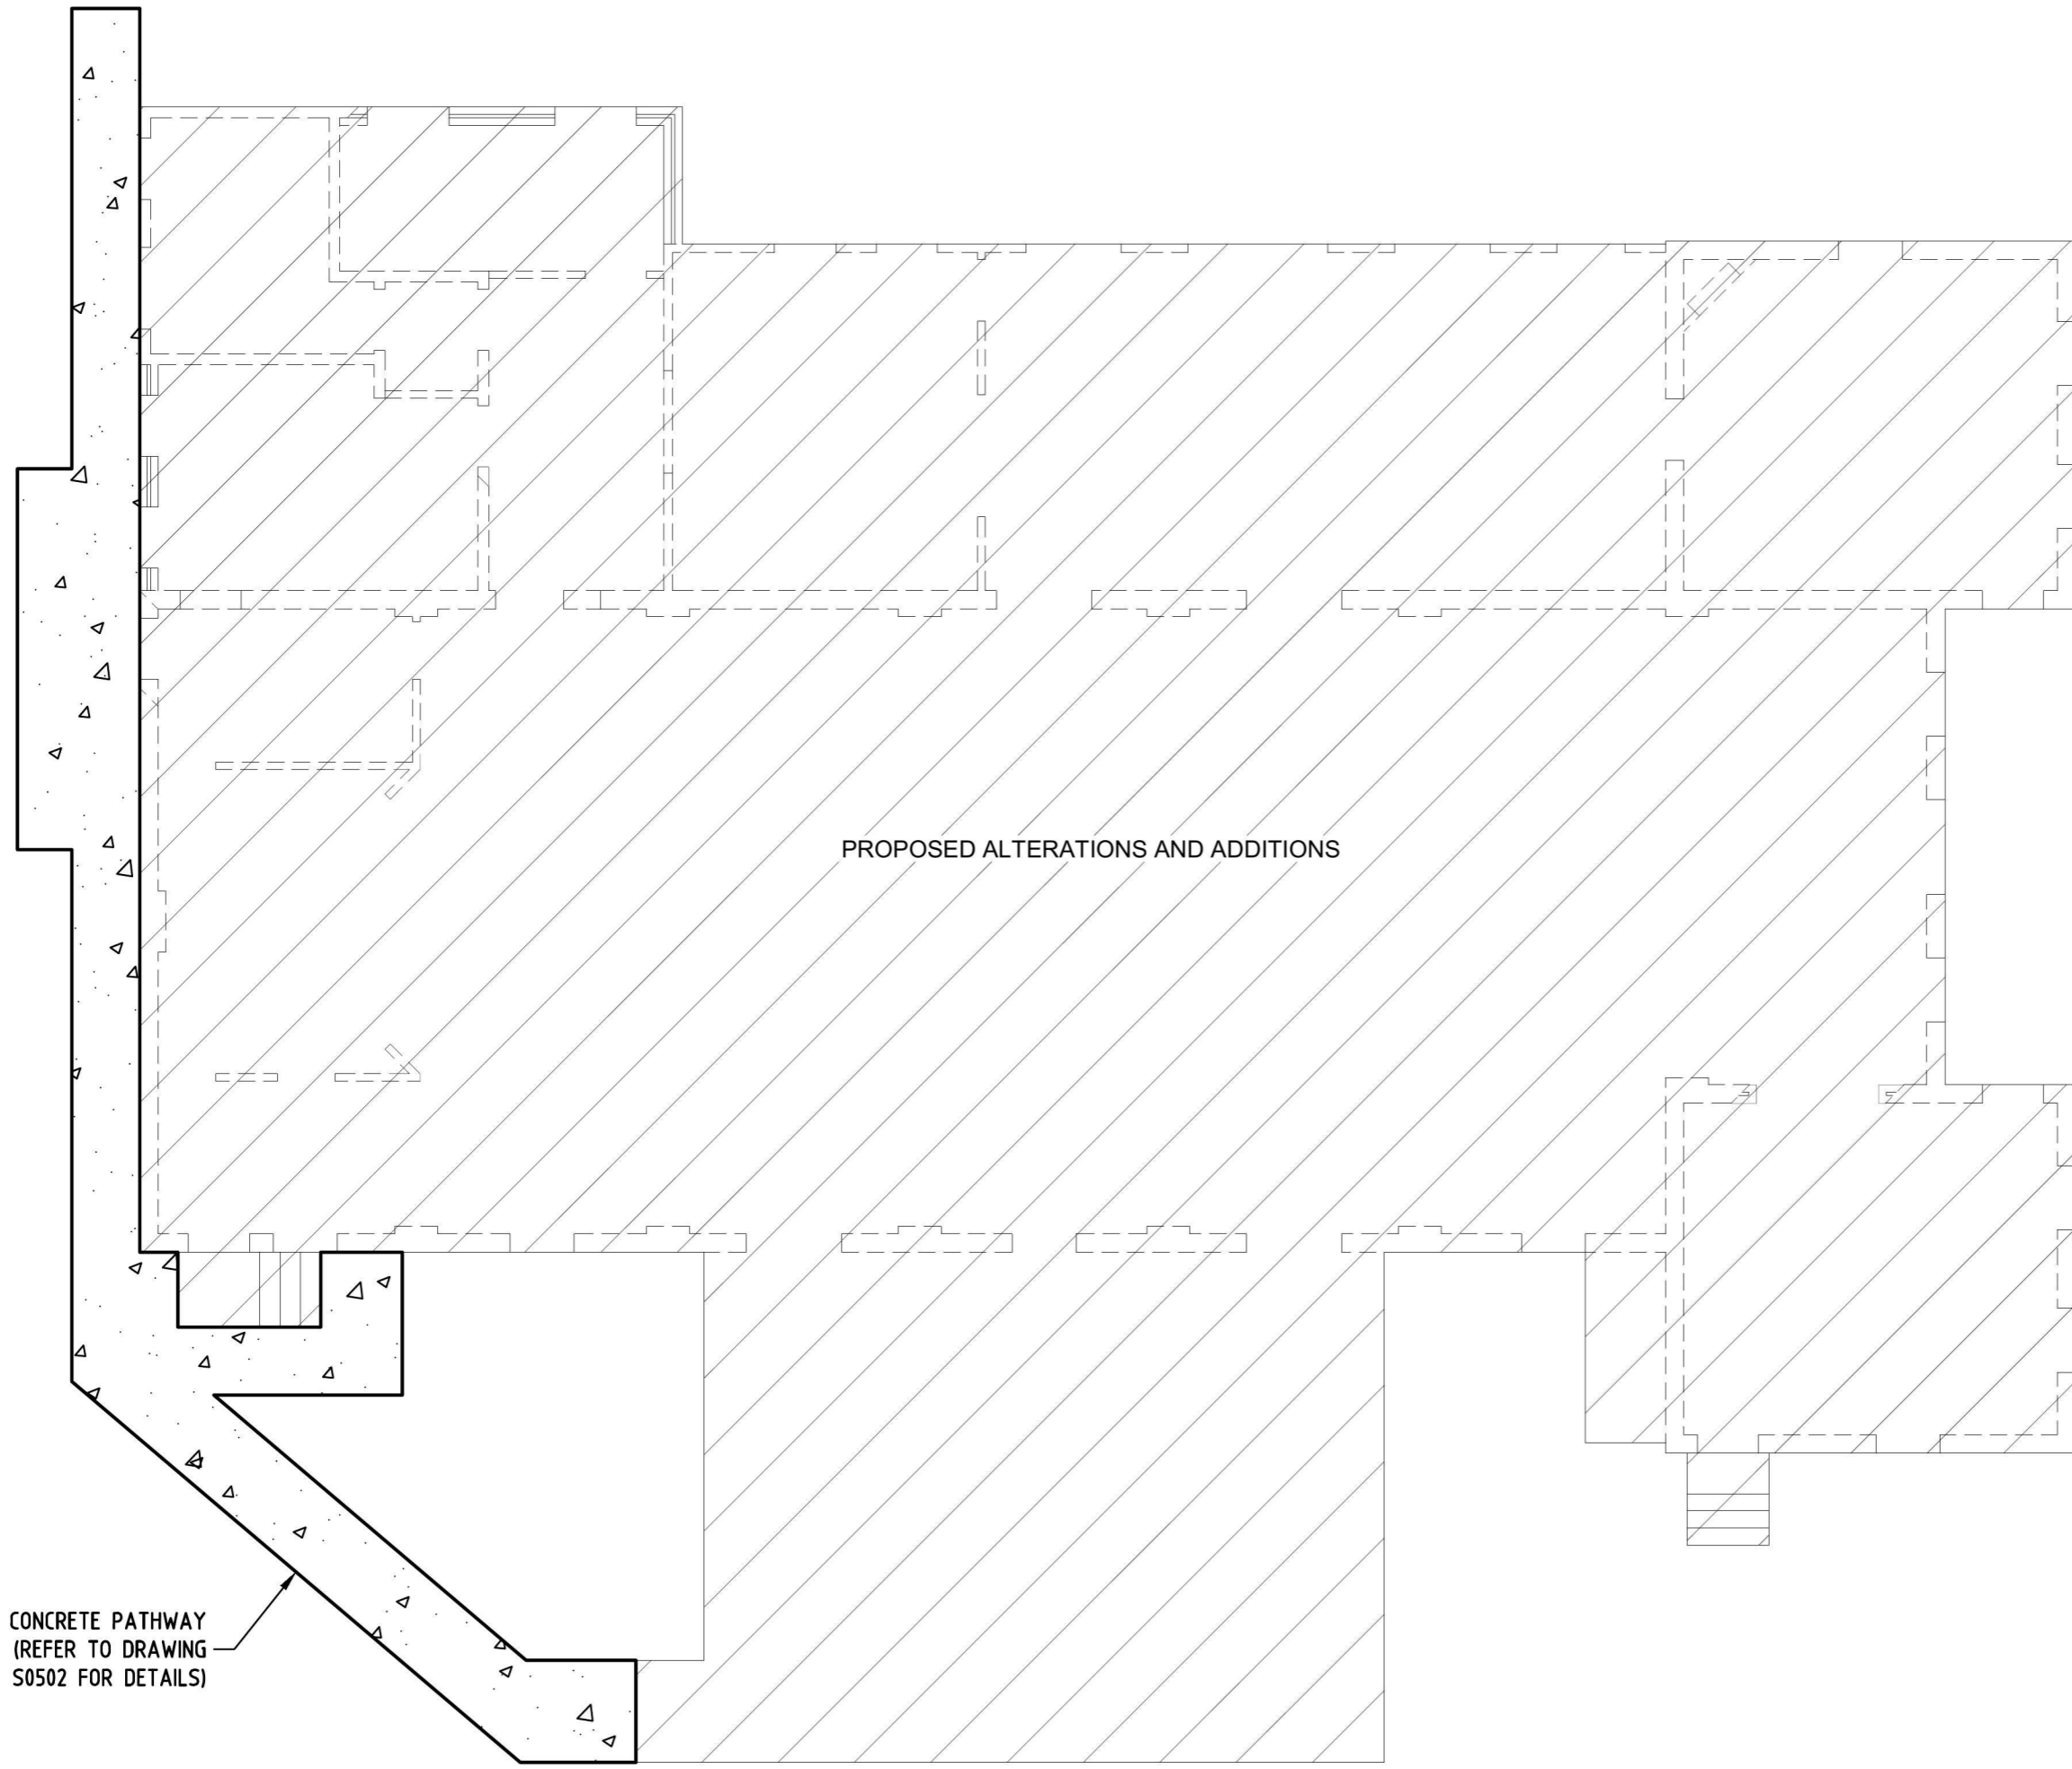 PROPOSED ALTERATIONS AND ADDITIONS
CONCRETE PATHWAY
(REFER TO DRAWING
S0502 FOR DETAILS)